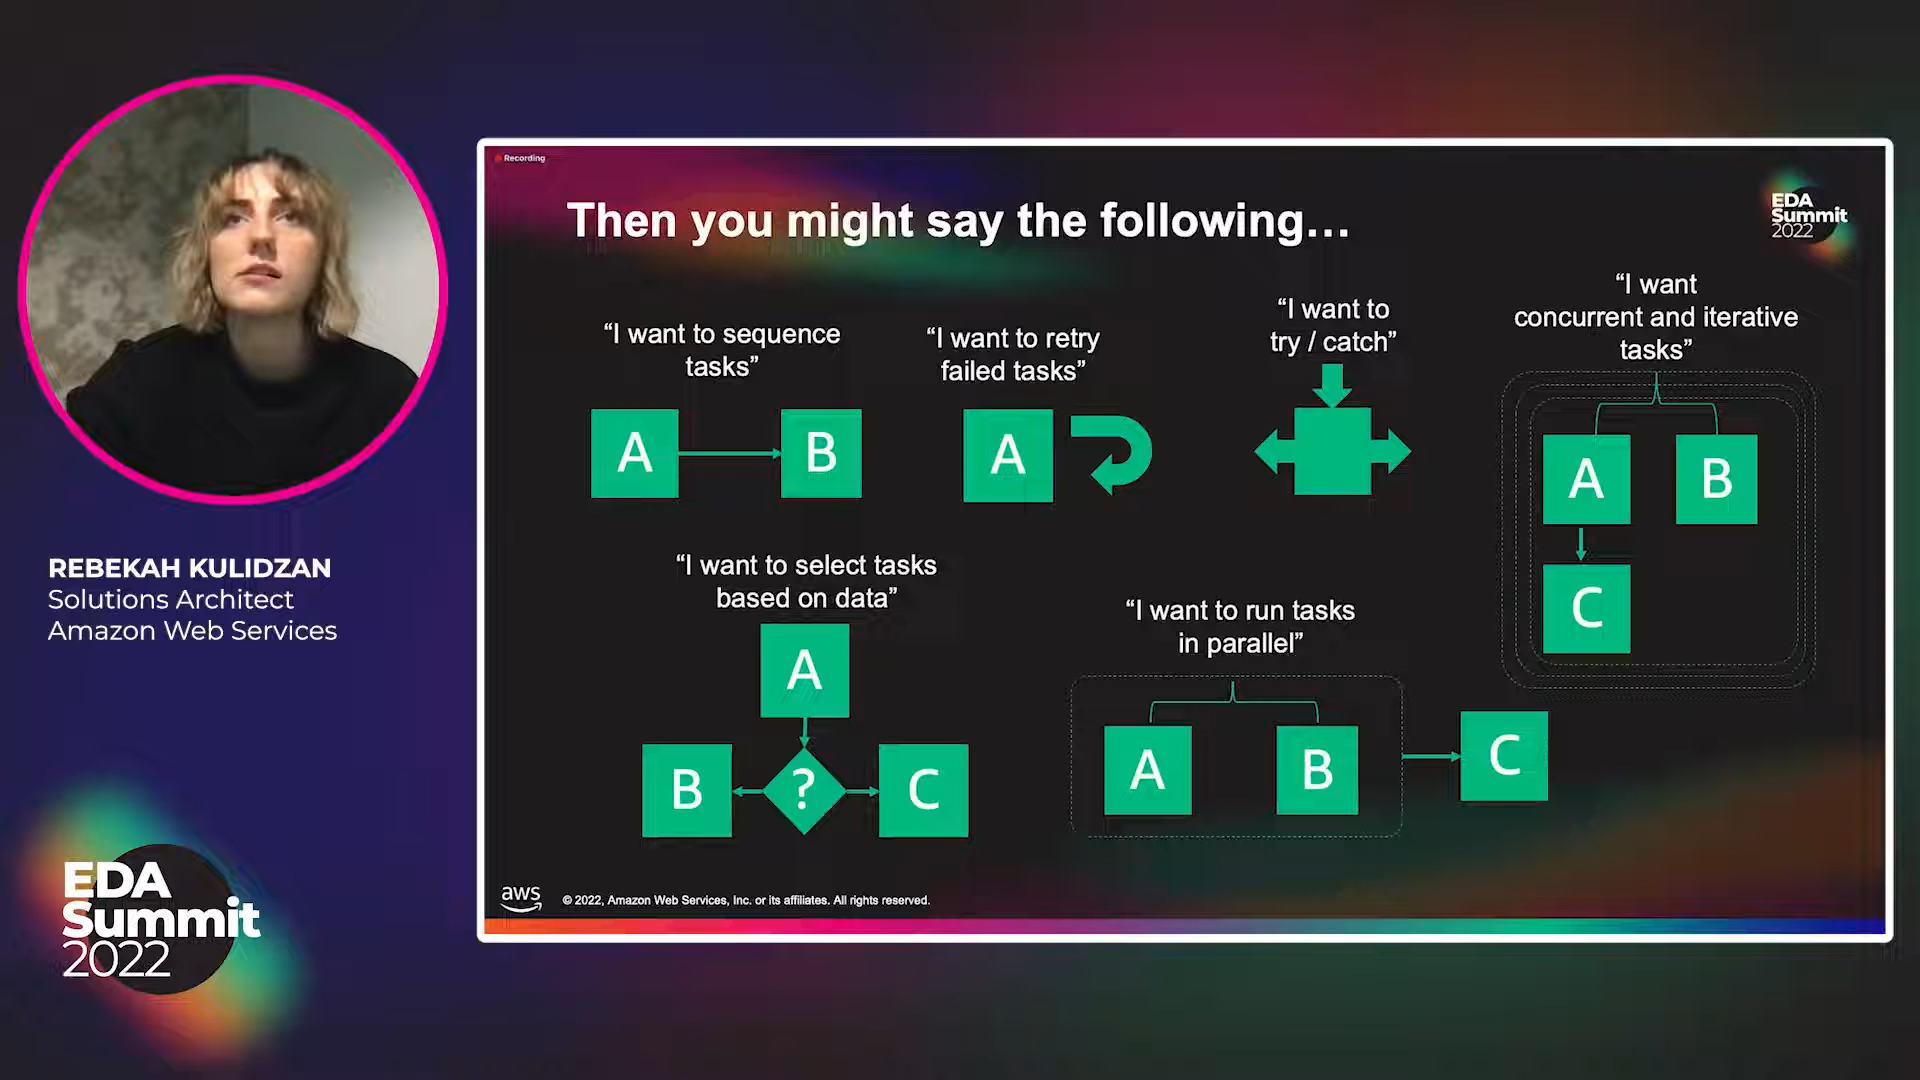 REBEKAH KULIDZAN
Solutions Architect
Amazon Web Services
EDA
Summit
2022
Recording
Then you might say the following...
EDA
Summit
2022
“I want to sequence
tasks”
A
B
“I want to retry
failed tasks”
A
“I want to
try / catch”
“I want
concurrent and iterative
tasks”
A
B
C
“I want to select tasks
based on data”
A
B
?
C
“I want to run tasks
in parallel”
A
B
C
aws
© 2022, Amazon Web Services, Inc. or its affiliates. All rights reserved.